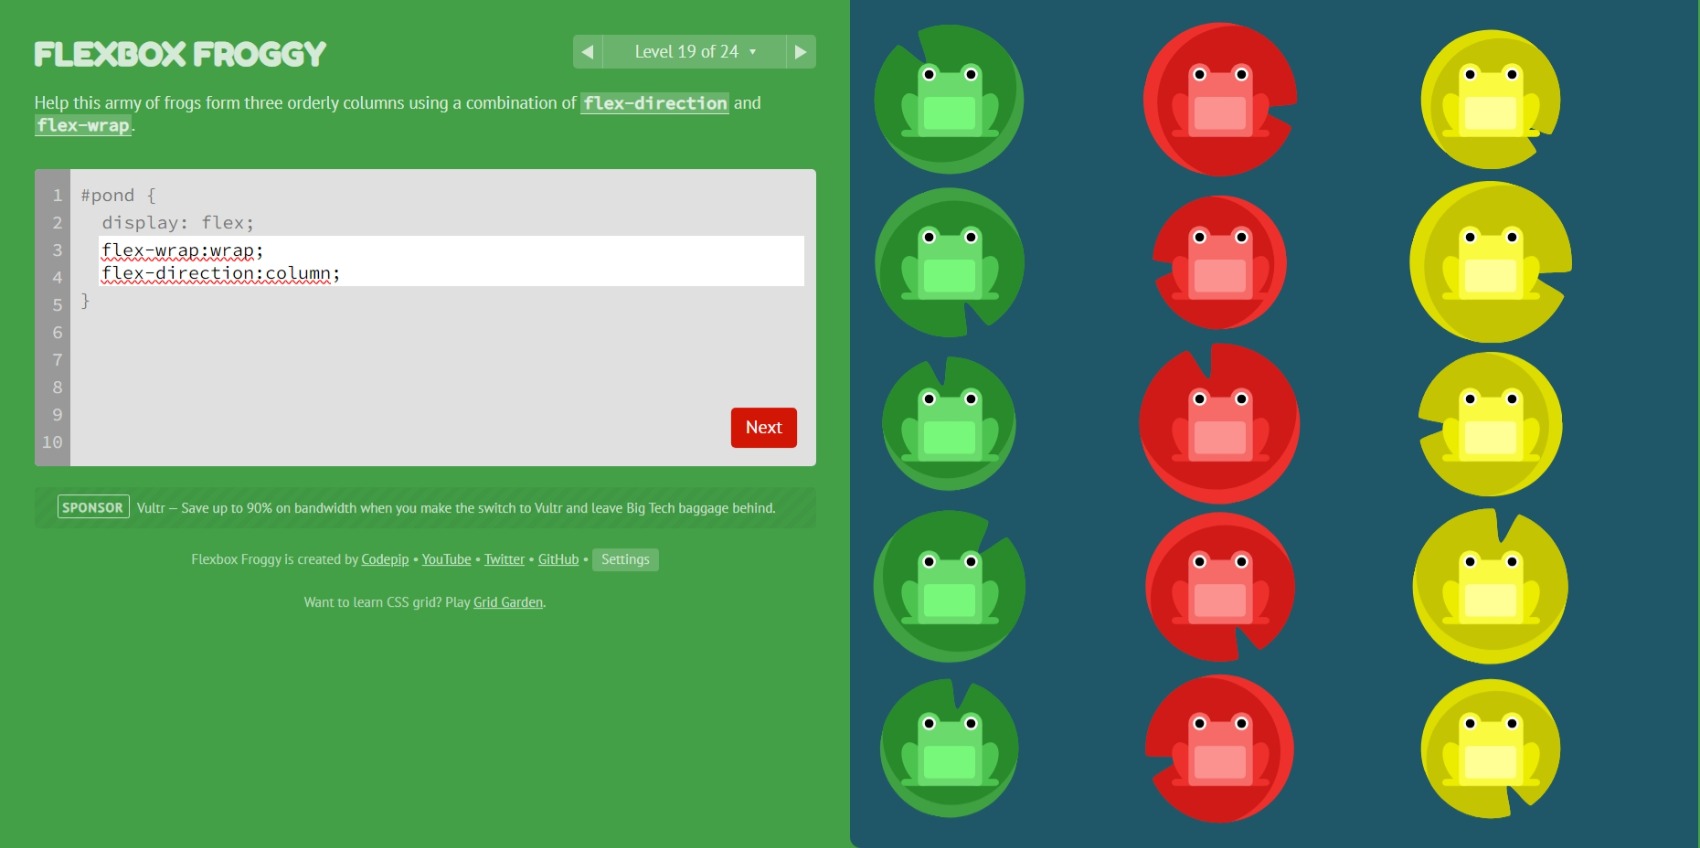 FLEXBOX FROGGY
◀ Level 19 of 24 ▾ ▶
Help this army of frogs form three orderly columns using a combination of flex-direction and
flex-wrap.
1 #pond {
2 display: flex;
3 flex-wrap:wrap;
4 flex-direction:column;
5 }
6
7
8
9
10
Next
SPONSOR Vultr — Save up to 90% on bandwidth when you make the switch to Vultr and leave Big Tech baggage behind.
Flexbox Froggy is created by Codepip • YouTube • Twitter • GitHub • Settings
Want to learn CSS grid? Play Grid Garden.